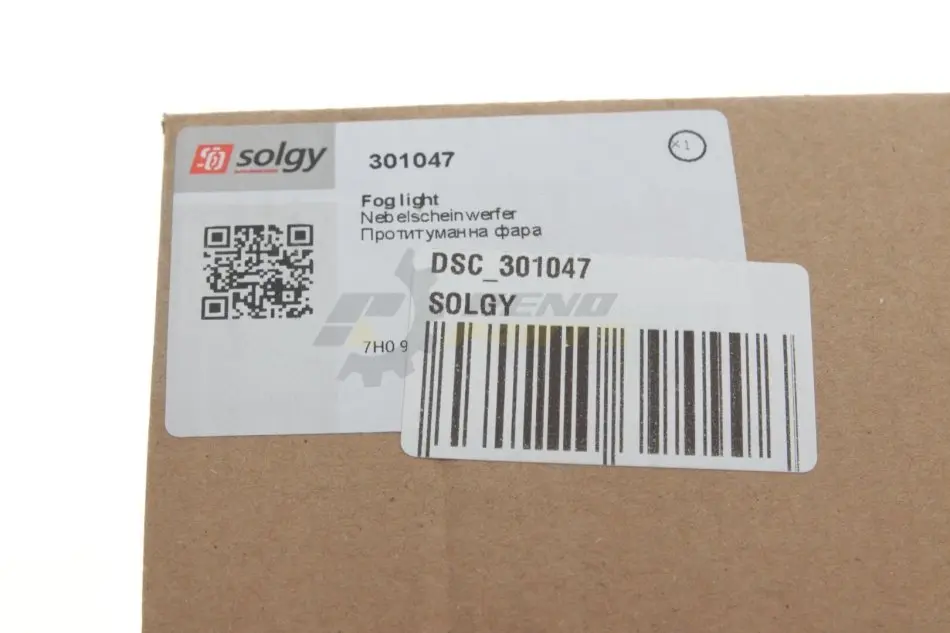 solgy
301047
x1
Fog light
Nebelscheinwerfer
Протитуманна фара
7H0 9
DSC_301047
SOLGY